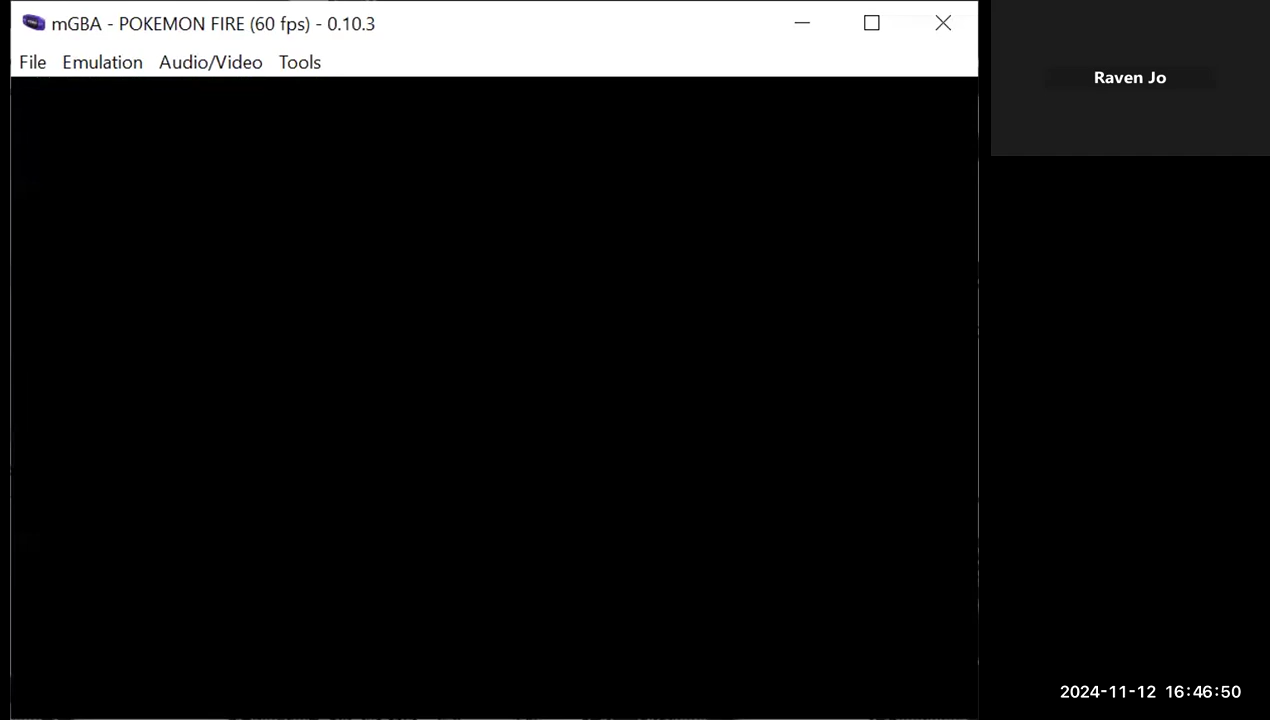 mGBA - POKEMON FIRE (60 fps) - 0.10.3
File Emulation Audio/Video Tools
Raven Jo
2024-11-12 16:46:50